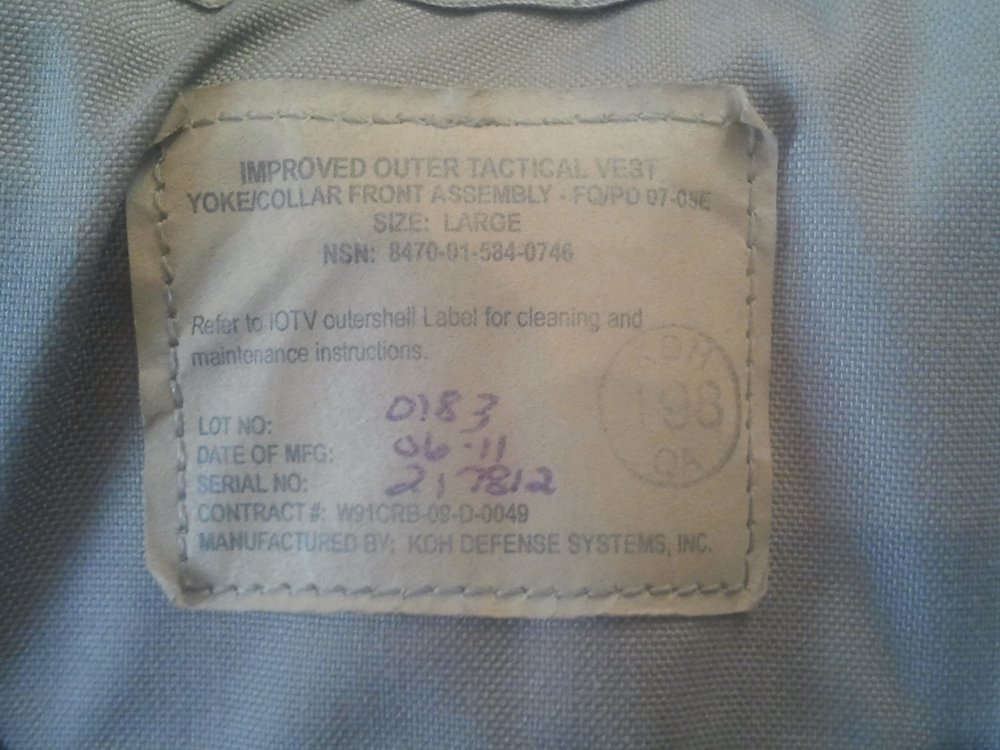 IMPROVED OUTER TACTICAL VEST
YOKE/COLLAR FRONT ASSEMBLY - FQ/PD 07-05E
SIZE: LARGE
NSN: 8470-01-584-0746
Refer to IOTV outershell Label for cleaning and
maintenance instructions.
LOT NO: 0183
DATE OF MFG: 06-11
SERIAL NO: 217812
CONTRACT #: W91CRB-09-D-0049
MANUFACTURED BY: KDH DEFENSE SYSTEMS, INC.
198
QA